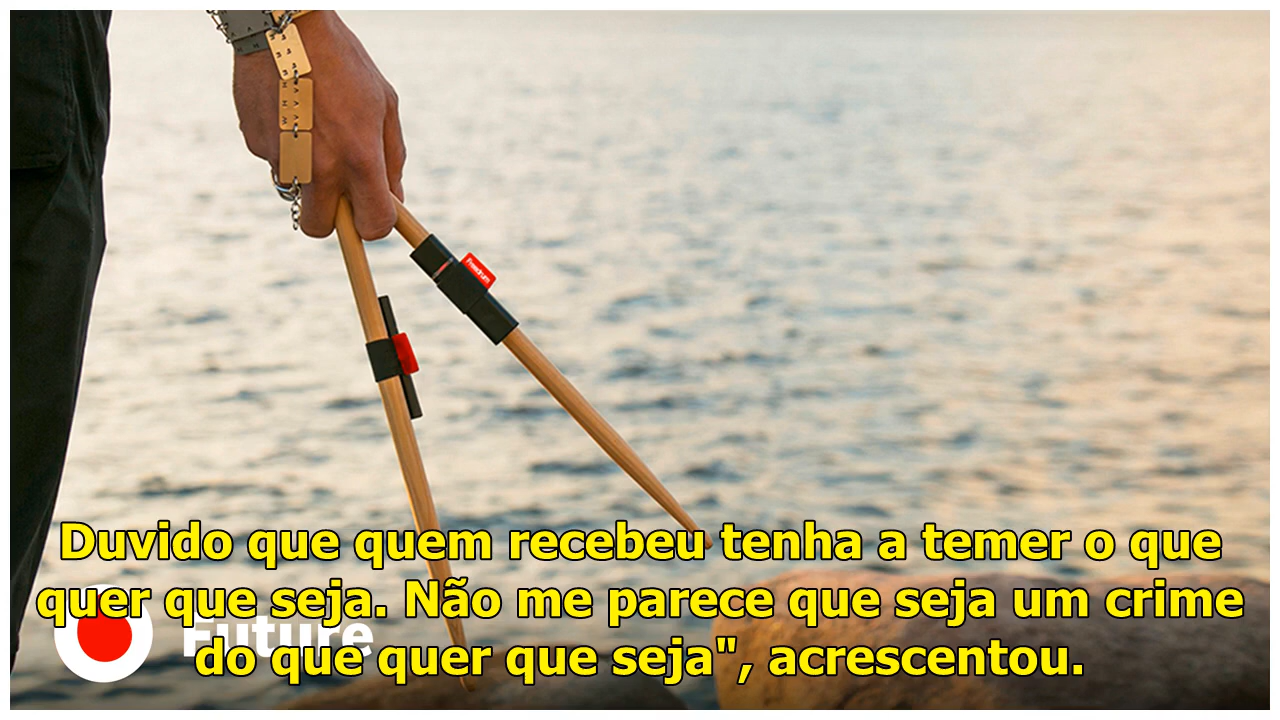 Freedrum
Duvido que quem recebeu tenha a temer o que
quer que seja. Não me parece que seja um crime
Future
do que quer que seja", acrescentou.